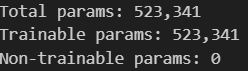 Total params: 523,341
Trainable params: 523,341
Non-trainable params: 0